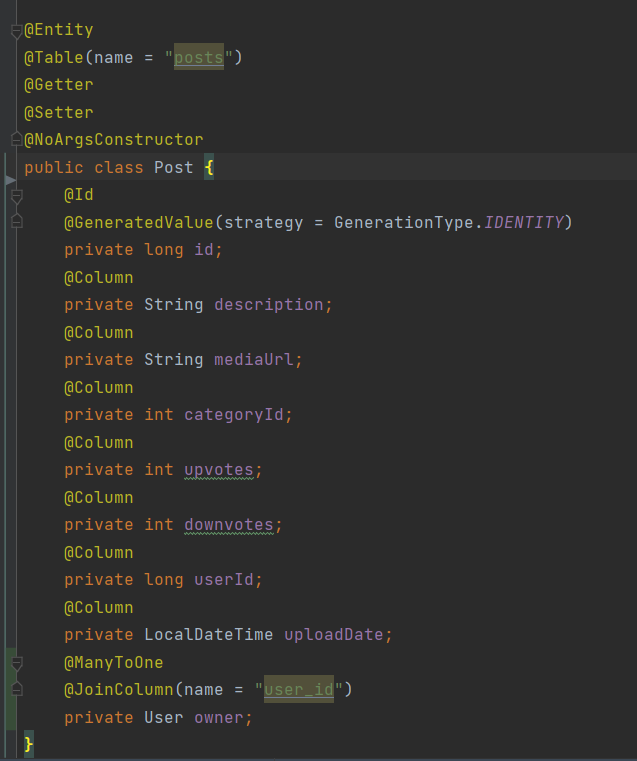 @Entity
@Table(name = "posts")
@Getter
@Setter
@NoArgsConstructor
public class Post {
@Id
@GeneratedValue(strategy = GenerationType.IDENTITY)
private long id;
@Column
private String description;
@Column
private String mediaUrl;
@Column
private int categoryId;
@Column
private int upvotes;
@Column
private int downvotes;
@Column
private long userId;
@Column
private LocalDateTime uploadDate;
@ManyToOne
@JoinColumn(name = "user_id")
private User owner;
}